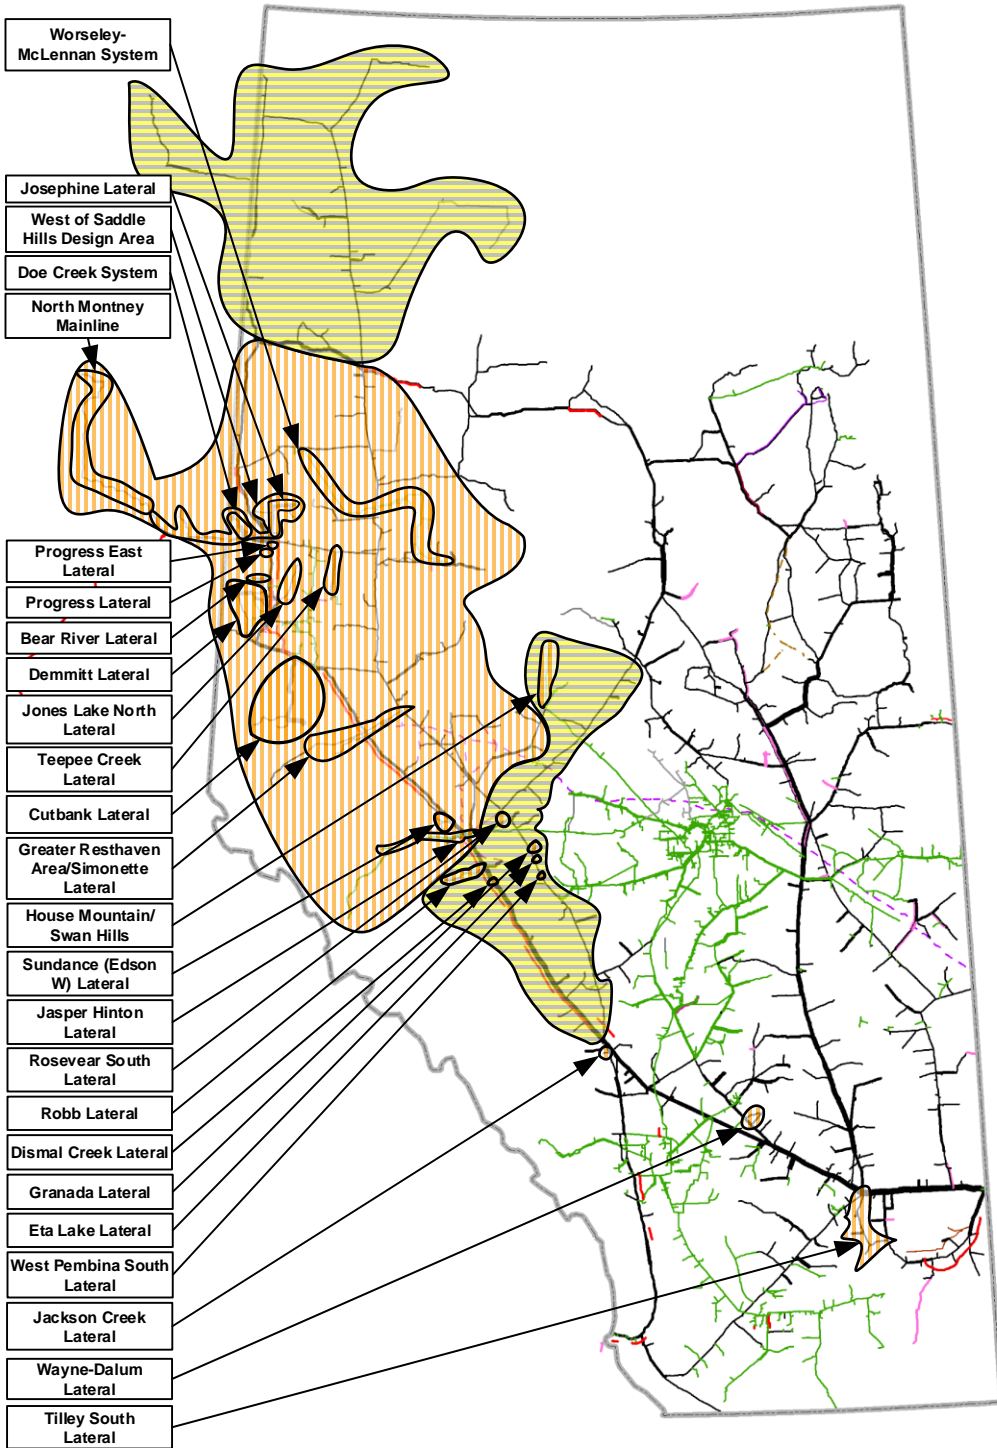 Worseley-
McLennan System
Josephine Lateral
West of Saddle
Hills Design Area
Doe Creek System
North Montney
Mainline
Progress East
Lateral
Progress Lateral
Bear River Lateral
Demmitt Lateral
Jones Lake North
Lateral
Teepee Creek
Lateral
Cutbank Lateral
Greater Resthaven
Area/Simonette
Lateral
House Mountain/
Swan Hills
Sundance (Edson
W) Lateral
Jasper Hinton
Lateral
Rosevear South
Lateral
Robb Lateral
Dismal Creek Lateral
Granada Lateral
Eta Lake Lateral
West Pembina South
Lateral
Jackson Creek
Lateral
Wayne-Dalum
Lateral
Tilley South
Lateral